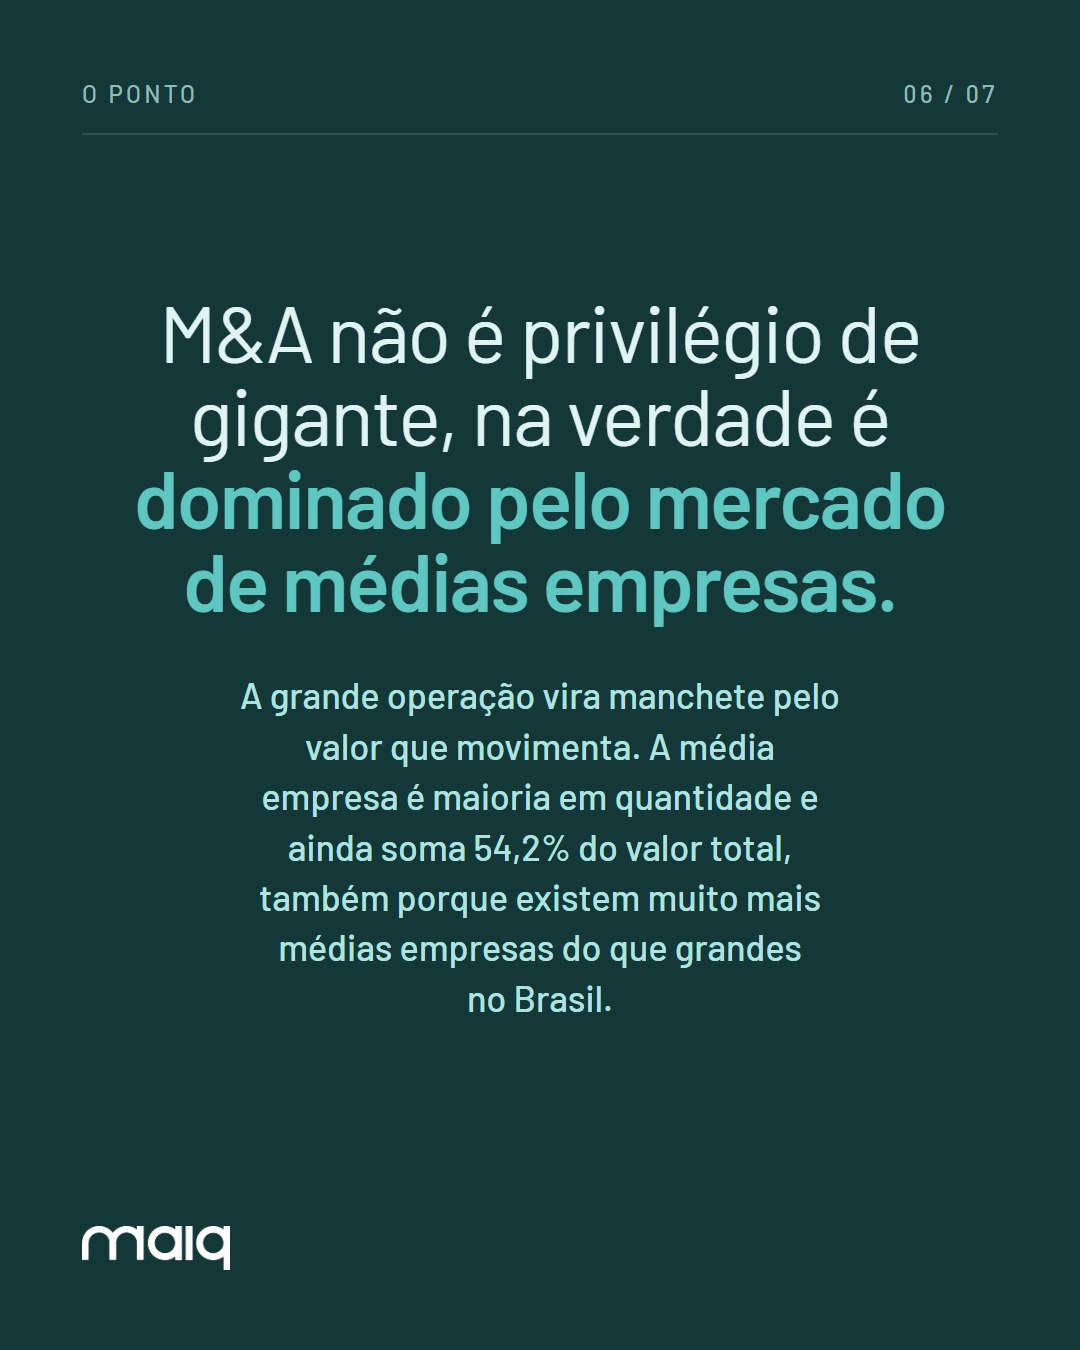 O PONTO
06 / 07
M&A não é privilégio de
gigante, na verdade é
dominado pelo mercado
de médias empresas.
A grande operação vira manchete pelo
valor que movimenta. A média
empresa é maioria em quantidade e
ainda soma 54,2% do valor total,
também porque existem muito mais
médias empresas do que grandes
no Brasil.
maiq